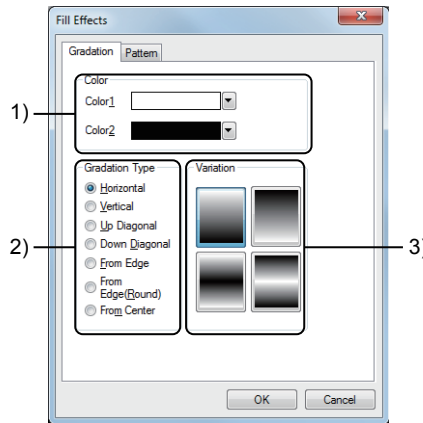 Fill Effects
x
Gradation Pattern
Color
1)
Color1
Color2
Gradation Type
Variation
Horizontal
Vertical
Up Diagonal
2)
Down Diagonal
3)
From Edge
From
Edge(Round)
From Center
OK Cancel